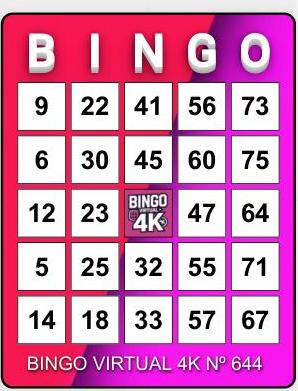 B I N G O
9 22 41 56 73
6 30 45 60 75
12 23 BINGO VIRTUAL 4K 47 64
5 25 32 55 71
14 18 33 57 67
BINGO VIRTUAL 4K Nº 644